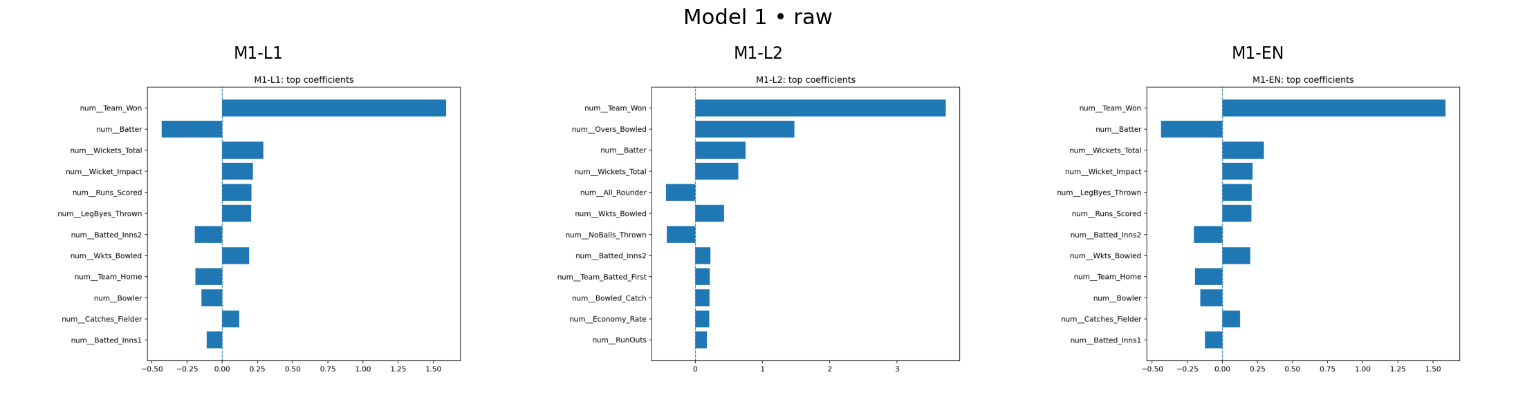 Model 1 • raw
M1-L1
M1-L1: top coefficients
num__Team_Won
num__Batter
num__Wickets_Total
num__Wicket_Impact
num__Runs_Scored
num__LegByes_Thrown
num__Batted_Inns2
num__Wkts_Bowled
num__Team_Home
num__Bowler
num__Catches_Fielder
num__Batted_Inns1
−0.50 −0.25 0.00 0.25 0.50 0.75 1.00 1.25 1.50
M1-L2
M1-L2: top coefficients
num__Team_Won
num__Overs_Bowled
num__Batter
num__Wickets_Total
num__All_Rounder
num__Wkts_Bowled
num__NoBalls_Thrown
num__Batted_Inns2
num__Team_Batted_First
num__Bowled_Catch
num__Economy_Rate
num__RunOuts
0 1 2 3
M1-EN
M1-EN: top coefficients
num__Team_Won
num__Batter
num__Wickets_Total
num__Wicket_Impact
num__LegByes_Thrown
num__Runs_Scored
num__Batted_Inns2
num__Wkts_Bowled
num__Team_Home
num__Bowler
num__Catches_Fielder
num__Batted_Inns1
−0.50 −0.25 0.00 0.25 0.50 0.75 1.00 1.25 1.50